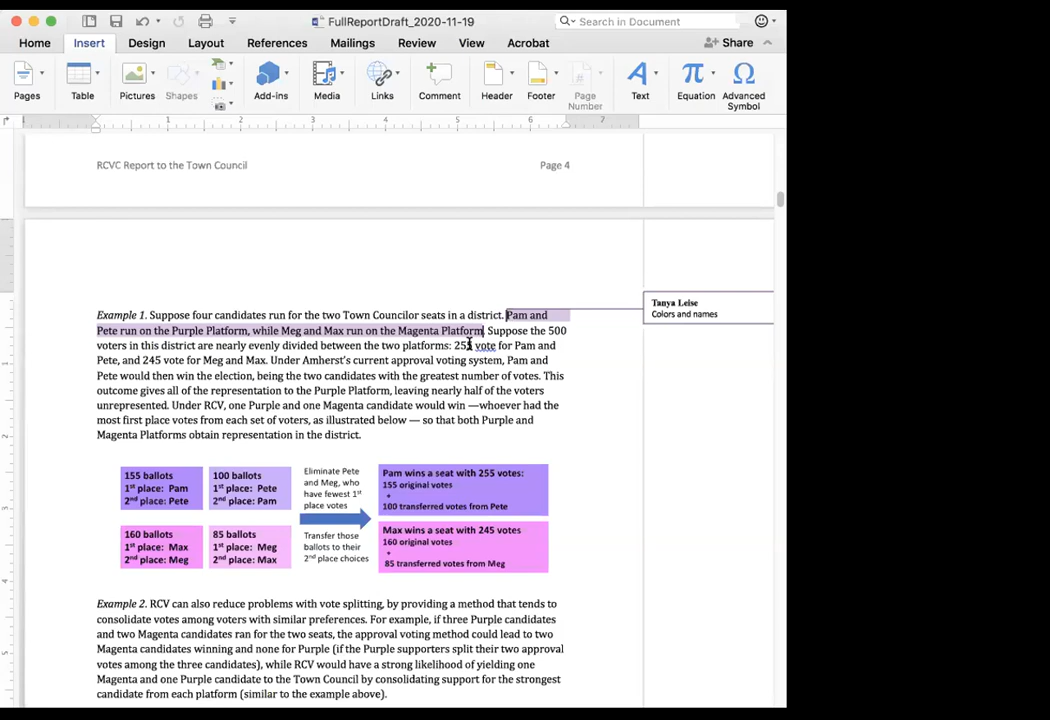 FullReportDraft_2020-11-19
Search in Document
Home Insert Design Layout References Mailings Review View Acrobat Share
Pages Table Pictures Shapes Add-ins Media Links Comment Header Footer Page Number Text Equation Advanced Symbol
1 1 2 3 4 5 6 7
RCVC Report to the Town Council Page 4
Example 1. Suppose four candidates run for the two Town Councilor seats in a district. Pam and
Pete run on the Purple Platform, while Meg and Max run on the Magenta Platform. Suppose the 500
voters in this district are nearly evenly divided between the two platforms: 255 vote for Pam and
Pete, and 245 vote for Meg and Max. Under Amherst's current approval voting system, Pam and
Pete would then win the election, being the two candidates with the greatest number of votes. This
outcome gives all of the representation to the Purple Platform, leaving nearly half of the voters
unrepresented. Under RCV, one Purple and one Magenta candidate would win —whoever had the
most first place votes from each set of voters, as illustrated below — so that both Purple and
Magenta Platforms obtain representation in the district.
Tanya Leise
Colors and names
155 ballots
1st place: Pam
2nd place: Pete
100 ballots
1st place: Pete
2nd place: Pam
160 ballots
1st place: Max
2nd place: Meg
85 ballots
1st place: Meg
2nd place: Max
Eliminate Pete
and Meg, who
have fewest 1st
place votes
Transfer those
ballots to their
2nd place choices
Pam wins a seat with 255 votes:
155 original votes
+
100 transferred votes from Pete
Max wins a seat with 245 votes
160 original votes
+
85 transferred votes from Meg
Example 2. RCV can also reduce problems with vote splitting, by providing a method that tends to
consolidate votes among voters with similar preferences. For example, if three Purple candidates
and two Magenta candidates ran for the two seats, the approval voting method could lead to two
Magenta candidates winning and none for Purple (if the Purple supporters split their two approval
votes among the three candidates), while RCV would have a strong likelihood of yielding one
Magenta and one Purple candidate to the Town Council by consolidating support for the strongest
candidate from each platform (similar to the example above).
1
2
3
4
5